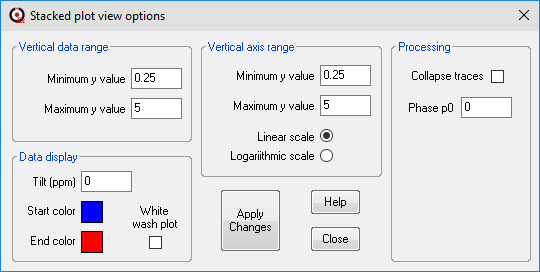 Stacked plot view options
Vertical data range
Minimum y value 0.25
Maximum y value 5
Data display
Tilt (ppm) 0
Start color
End color
White
wash plot
Vertical axis range
Minimum y value 0.25
Maximum y value 5
Linear scale
Logariithmic scale
Apply
Changes
Help
Close
Processing
Collapse traces
Phase p0 0